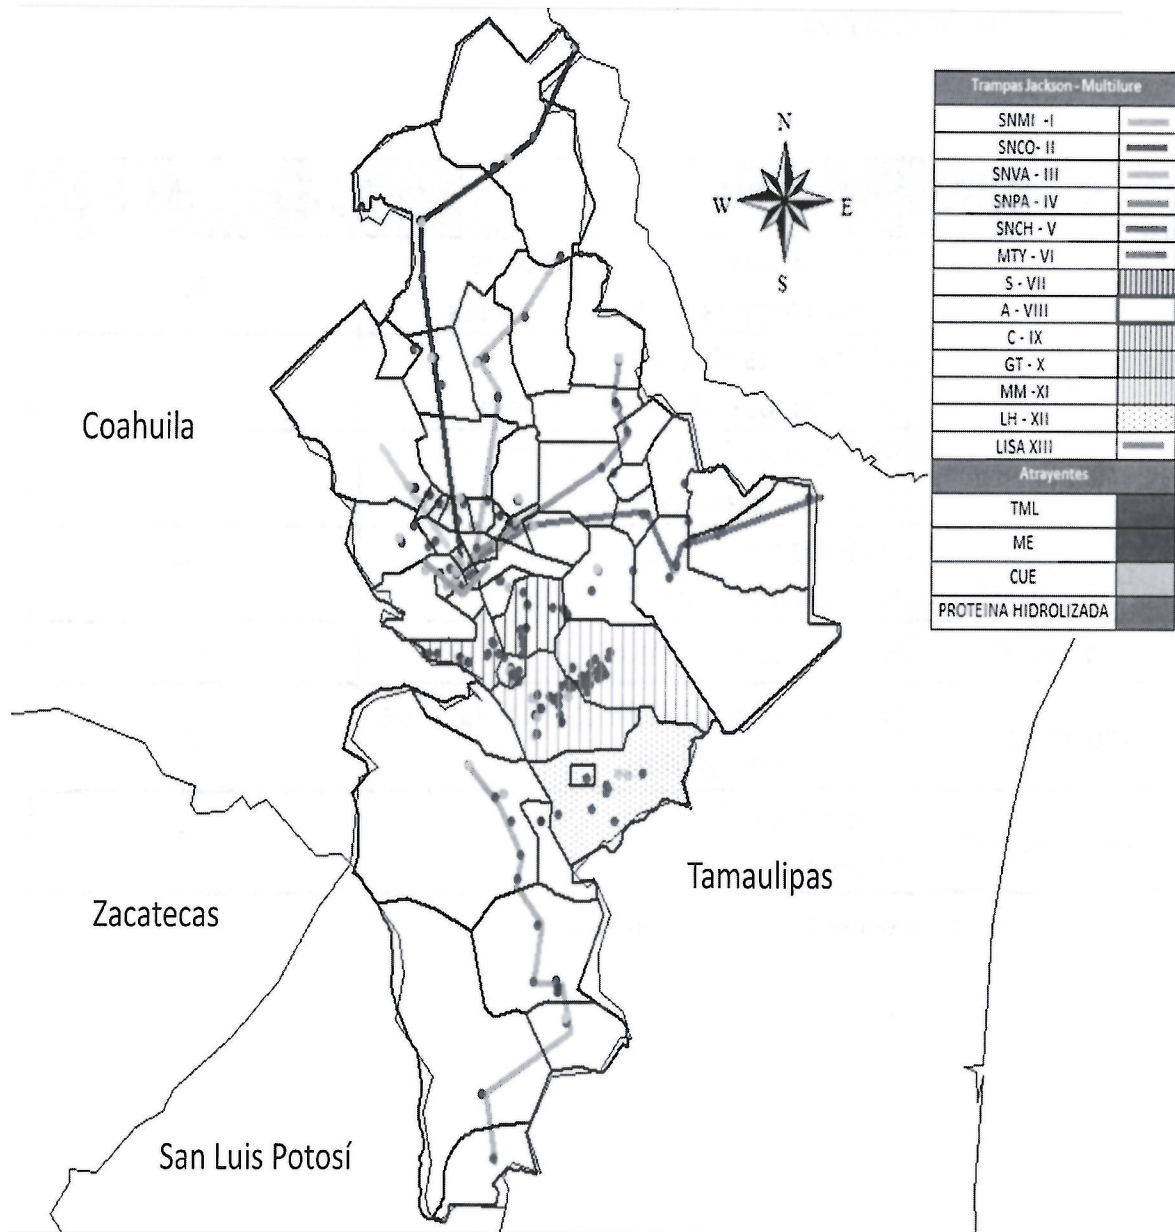 Trampas Jackson - Multilure
SNMI -I
SNCO- II
SNVA - III
SNPA - IV
SNCH - V
MTY - VI
S - VII
A - VIII
C - IX
GT - X
MM -XI
LH - XII
LISA XIII
Atrayentes
TML
ME
CUE
PROTEINA HIDROLIZADA
N
W
E
S
Coahuila
Tamaulipas
Zacatecas
San Luis Potosí